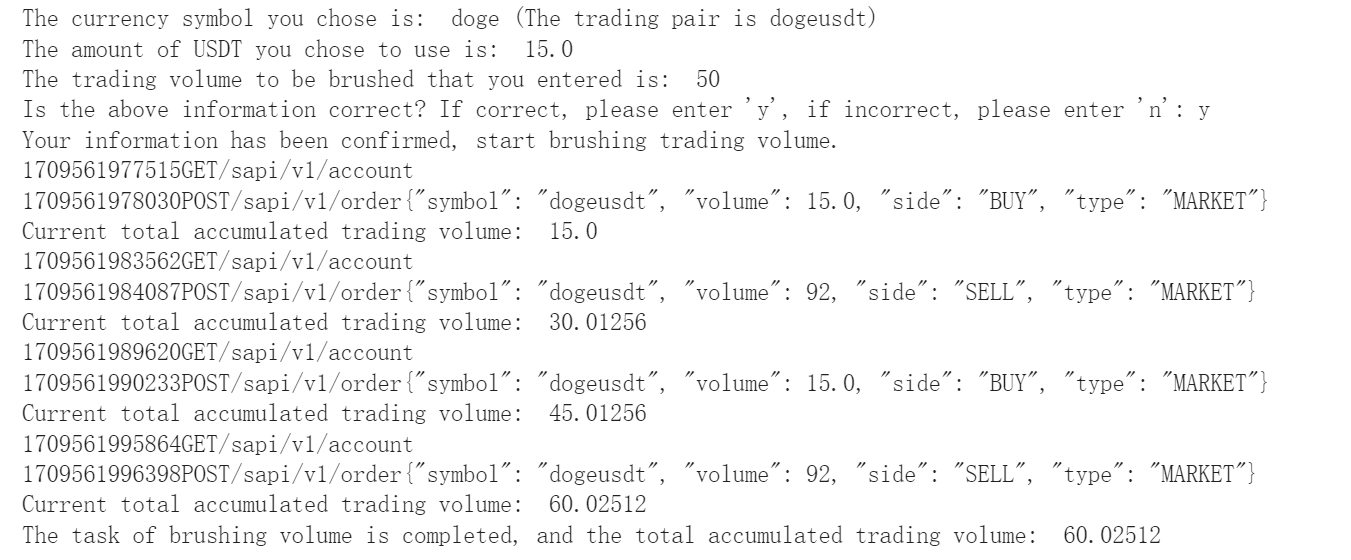 The currency symbol you chose is:  doge (The trading pair is dogeusdt)
The amount of USDT you chose to use is:  15.0
The trading volume to be brushed that you entered is:  50
Is the above information correct? If correct, please enter 'y', if incorrect, please enter 'n': y
Your information has been confirmed, start brushing trading volume.
1709561977515GET/sapi/v1/account
1709561978030POST/sapi/v1/order{"symbol": "dogeusdt", "volume": 15.0, "side": "BUY", "type": "MARKET"}
Current total accumulated trading volume:  15.0
1709561983562GET/sapi/v1/account
1709561984087POST/sapi/v1/order{"symbol": "dogeusdt", "volume": 92, "side": "SELL", "type": "MARKET"}
Current total accumulated trading volume:  30.01256
1709561989620GET/sapi/v1/account
1709561990233POST/sapi/v1/order{"symbol": "dogeusdt", "volume": 15.0, "side": "BUY", "type": "MARKET"}
Current total accumulated trading volume:  45.01256
1709561995864GET/sapi/v1/account
1709561996398POST/sapi/v1/order{"symbol": "dogeusdt", "volume": 92, "side": "SELL", "type": "MARKET"}
Current total accumulated trading volume:  60.02512
The task of brushing volume is completed, and the total accumulated trading volume:  60.02512